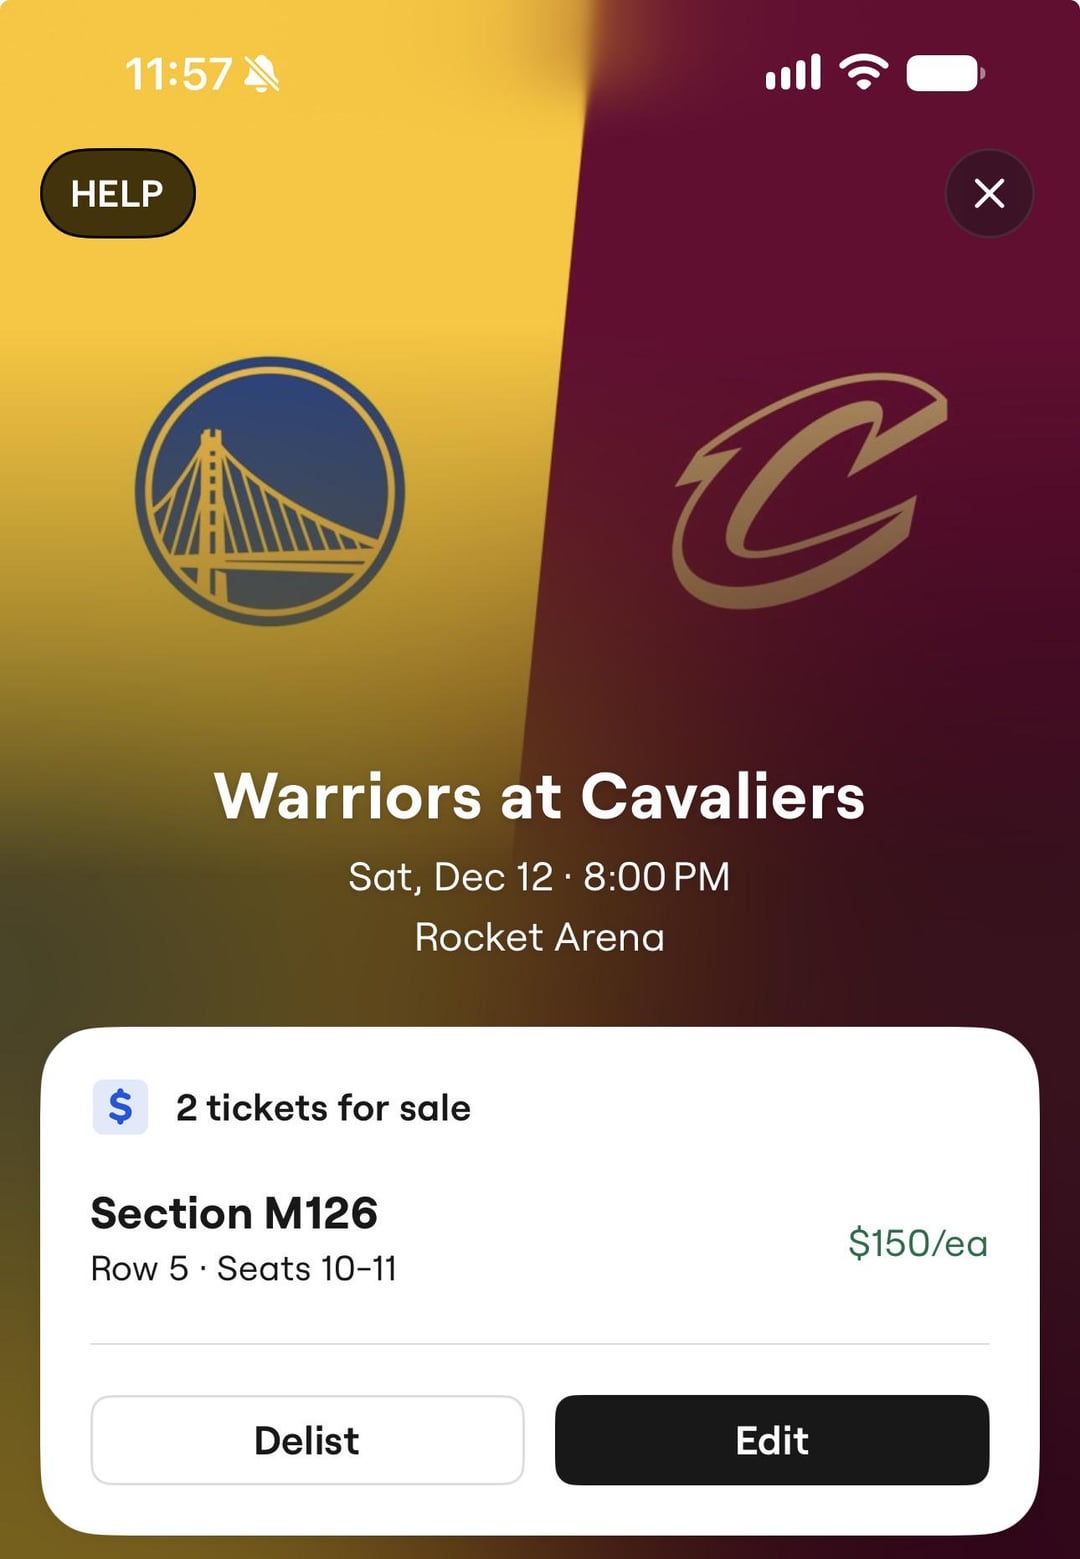 11:57
HELP
Warriors at Cavaliers
Sat, Dec 12 · 8:00 PM
Rocket Arena
$ 2 tickets for sale
Section M126
Row 5 · Seats 10–11
$150/ea
Delist
Edit